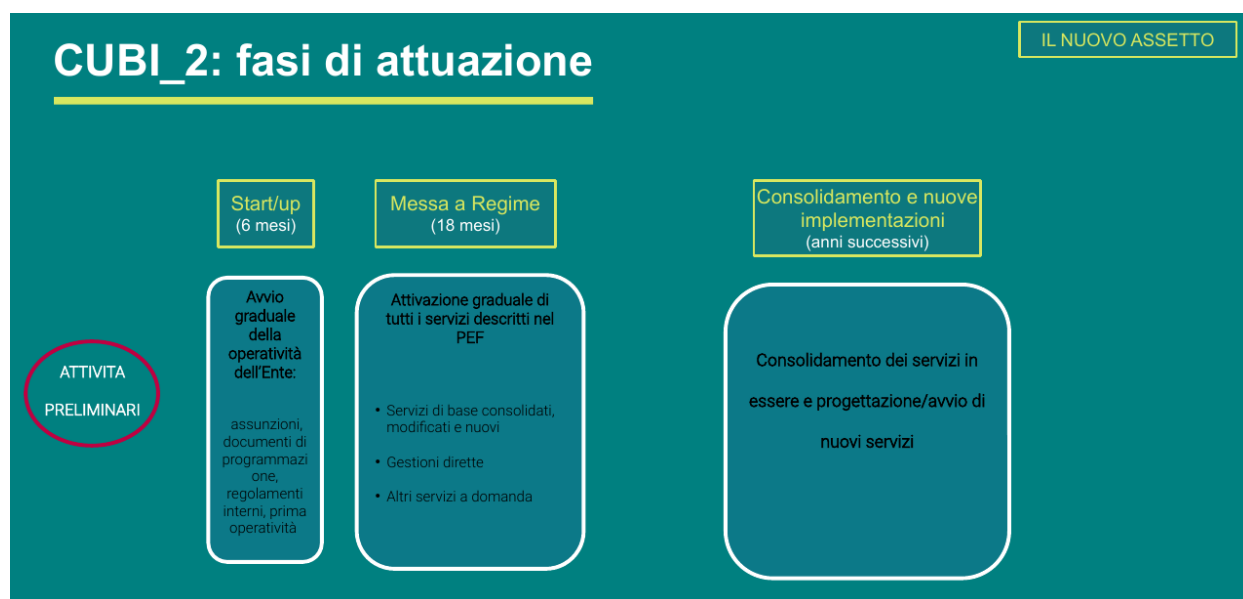 IL NUOVO ASSETTO
CUBI_2: fasi di attuazione
Start/up
(6 mesi)
Messa a Regime
(18 mesi)
Consolidamento e nuove
implementazioni
(anni successivi)
ATTIVITA
PRELIMINARI
Avvio
graduale
della
operatività
dell'Ente:
assunzioni,
documenti di
programmazi
one,
regolamenti
interni, prima
operatività
Attivazione graduale di
tutti i servizi descritti nel
PEF
• Servizi di base consolidati,
modificati e nuovi
• Gestioni dirette
• Altri servizi a domanda
Consolidamento dei servizi in
essere e progettazione/avvio di
nuovi servizi